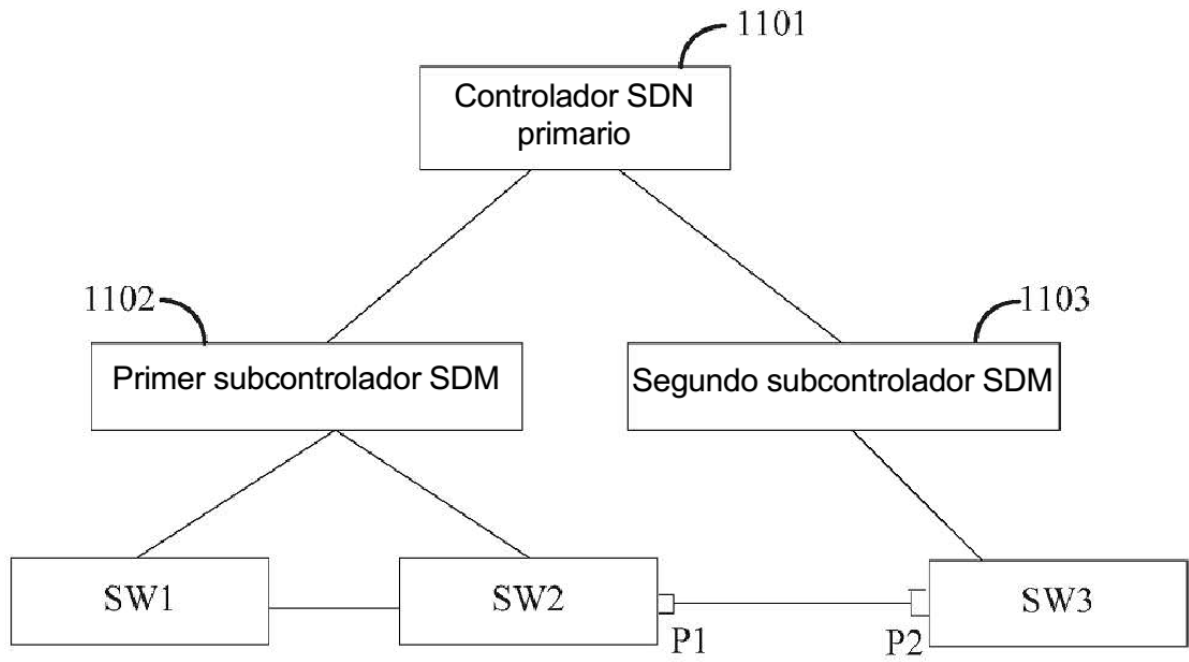 1101
Controlador SDN
primario
1102
1103
Primer subcontrolador SDM
Segundo subcontrolador SDM
SW1
SW2
SW3
P1
P2